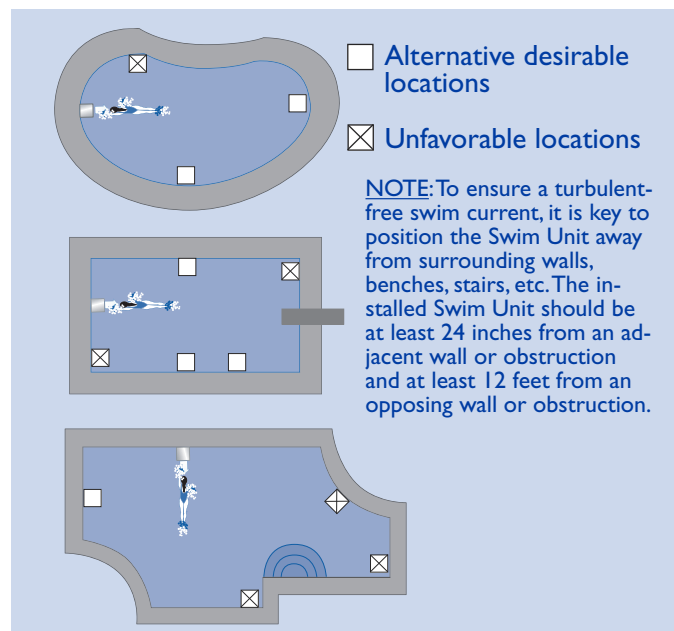 Alternative desirable
locations
Unfavorable locations
NOTE: To ensure a turbulent-
free swim current, it is key to
position the Swim Unit away
from surrounding walls,
benches, stairs, etc. The in-
stalled Swim Unit should be
at least 24 inches from an ad-
jacent wall or obstruction
and at least 12 feet from an
opposing wall or obstruction.